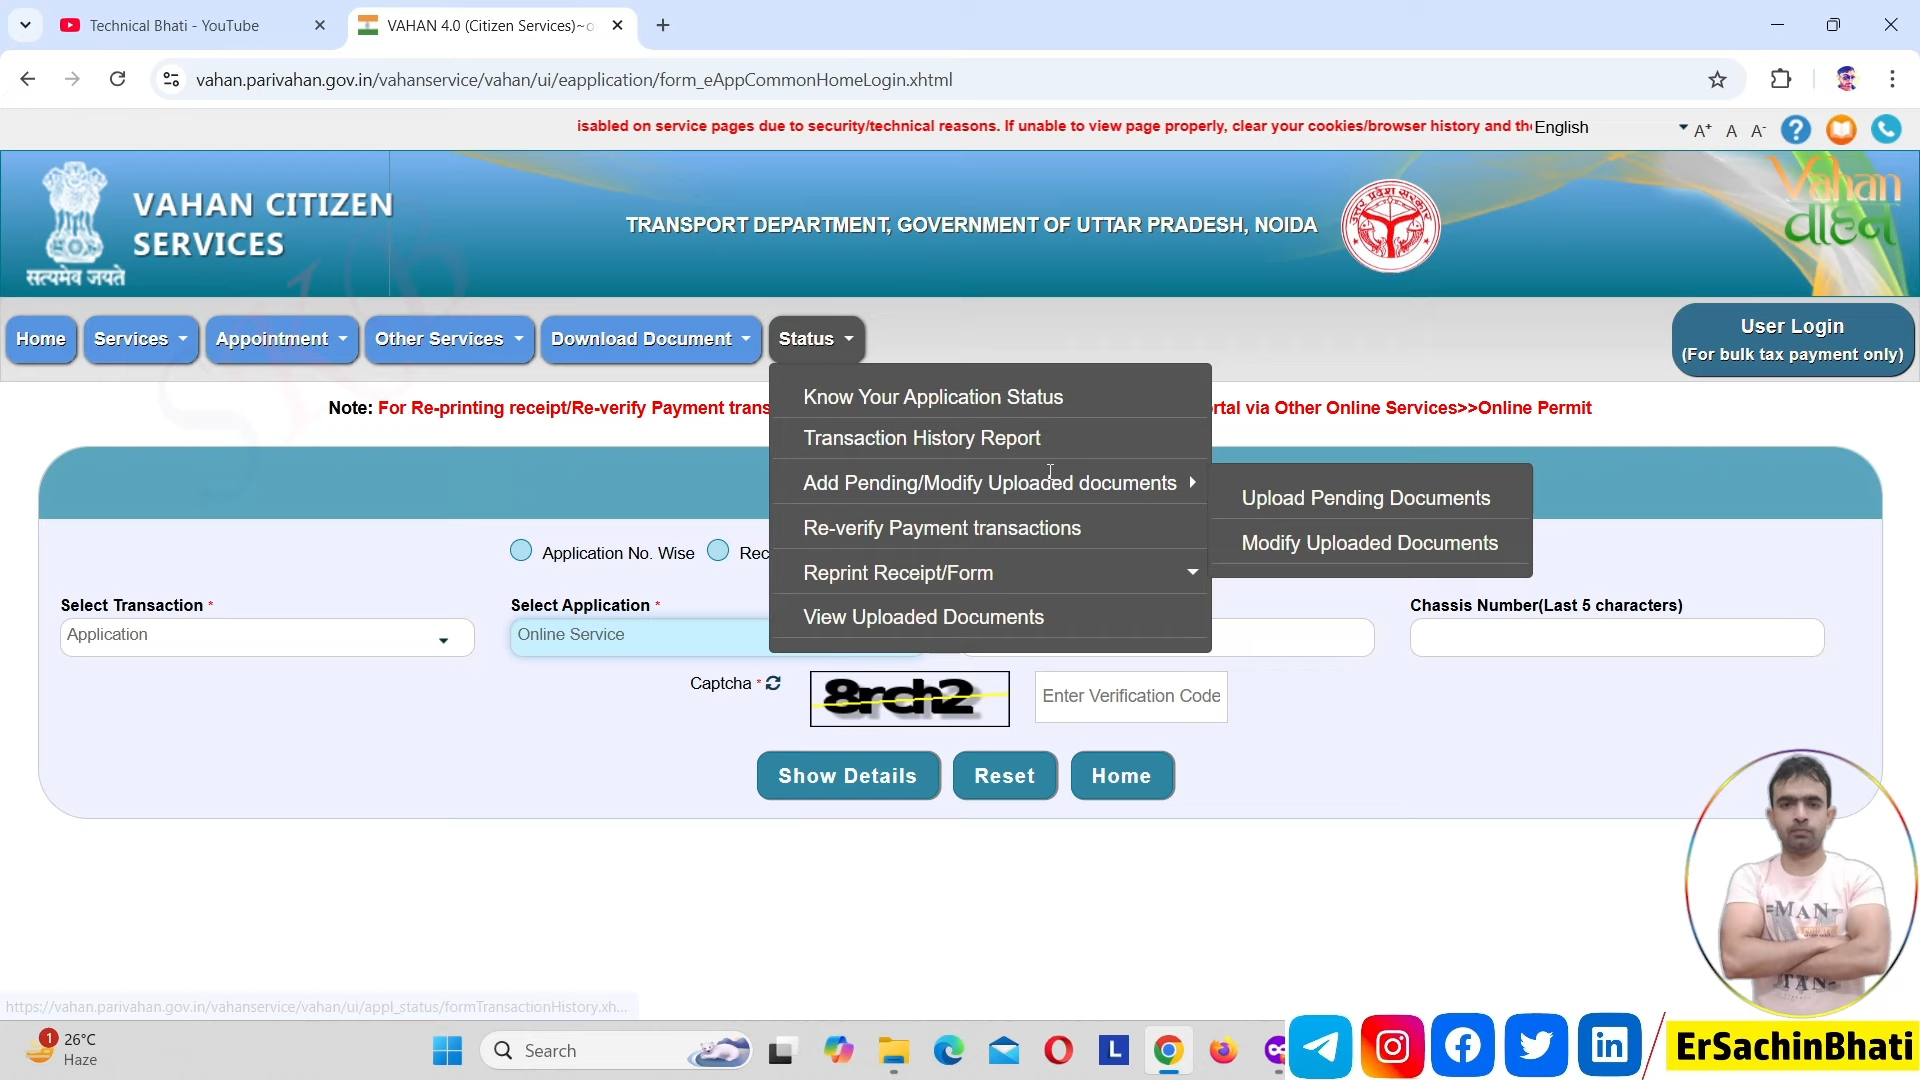 Technical Bhati - YouTube
VAHAN 4.0 (Citizen Services)~o
vahan.parivahan.gov.in/vahanservice/vahan/ui/eapplication/form_eAppCommonHomeLogin.xhtml
isabled on service pages due to security/technical reasons. If unable to view page properly, clear your cookies/browser history and th
English
A+ A A-
VAHAN CITIZEN
SERVICES
सत्यमेव जयते
TRANSPORT DEPARTMENT, GOVERNMENT OF UTTAR PRADESH, NOIDA
Vahan
वाहन
Home
Services
Appointment
Other Services
Download Document
Status
User Login
(For bulk tax payment only)
Know Your Application Status
Transaction History Report
Add Pending/Modify Uploaded documents
Re-verify Payment transactions
Reprint Receipt/Form
View Uploaded Documents
Upload Pending Documents
Modify Uploaded Documents
Note: For Re-printing receipt/Re-verify Payment trans
rtal via Other Online Services>>Online Permit
Application No. Wise
Rec
Select Transaction *
Application
Select Application *
Online Service
Chassis Number(Last 5 characters)
Captcha *
8rch2
Enter Verification Code
Show Details
Reset
Home
https://vahan.parivahan.gov.in/vahanservice/vahan/ui/appl_status/formTransactionHistory.xh...
1
26°C
Haze
Search
L
in
ErSachinBhati
=MAN=